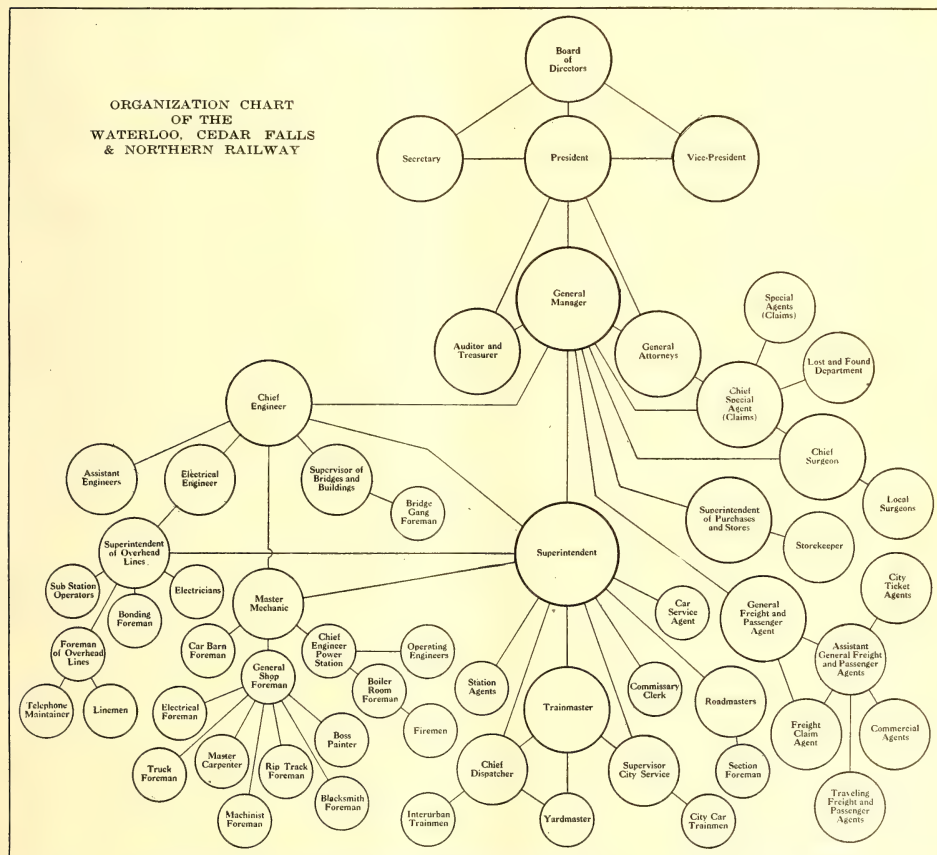 ORGANIZATION CHART
OF THE
WATERLOO, CEDAR FALLS
& NORTHERN RAILWAY
Board
of
Directors
Secretary
President
Vice-President
General
Manager
Auditor and
Treasurer
General
Attorneys
Special
Agents
(Claims)
Lost and Found
Department
Chief
Special
Agent
(Claims)
Chief
Engineer
Chief
Surgeon
Local
Surgeons
Assistant
Engineers
Electrical
Engineer
Supervisor of
Bridges and
Buildings
Bridge
Gang
Foreman
Superintendent
of Purchases
and Stores
Storekeeper
Superintendent
of Overhead
Lines
Superintendent
Sub Station
Operators
Electricians
Bonding
Foreman
Master
Mechanic
Car
Service
Agent
General
Freight and
Passenger
Agent
City
Ticket
Agents
Foreman
of Overhead
Lines
Car Barn
Foreman
Chief
Engineer
Power
Station
Operating
Engineers
Assistant
General Freight
and Passenger
Agents
General
Shop
Foreman
Boiler
Room
Foreman
Station
Agents
Commissary
Clerk
Roadmasters
Telephone
Maintainer
Linemen
Electrical
Foreman
Boss
Painter
Firemen
Trainmaster
Freight
Claim
Agent
Commercial
Agents
Truck
Foreman
Master
Carpenter
Rip Track
Foreman
Chief
Dispatcher
Supervisor
City Service
Section
Foreman
Machinist
Foreman
Blacksmith
Foreman
Interurban
Trainmen
Yardmaster
City Car
Trainmen
Traveling
Freight and
Passenger
Agents